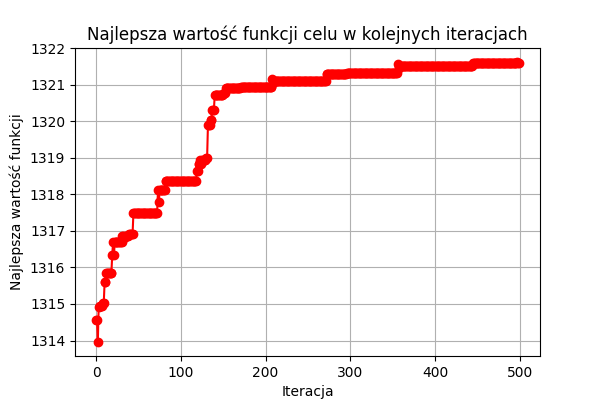 Najlepsza wartość funkcji celu w kolejnych iteracjach
Najlepsza wartość funkcji
1322
1321
1320
1319
1318
1317
1316
1315
1314
0 100 200 300 400 500
Iteracja